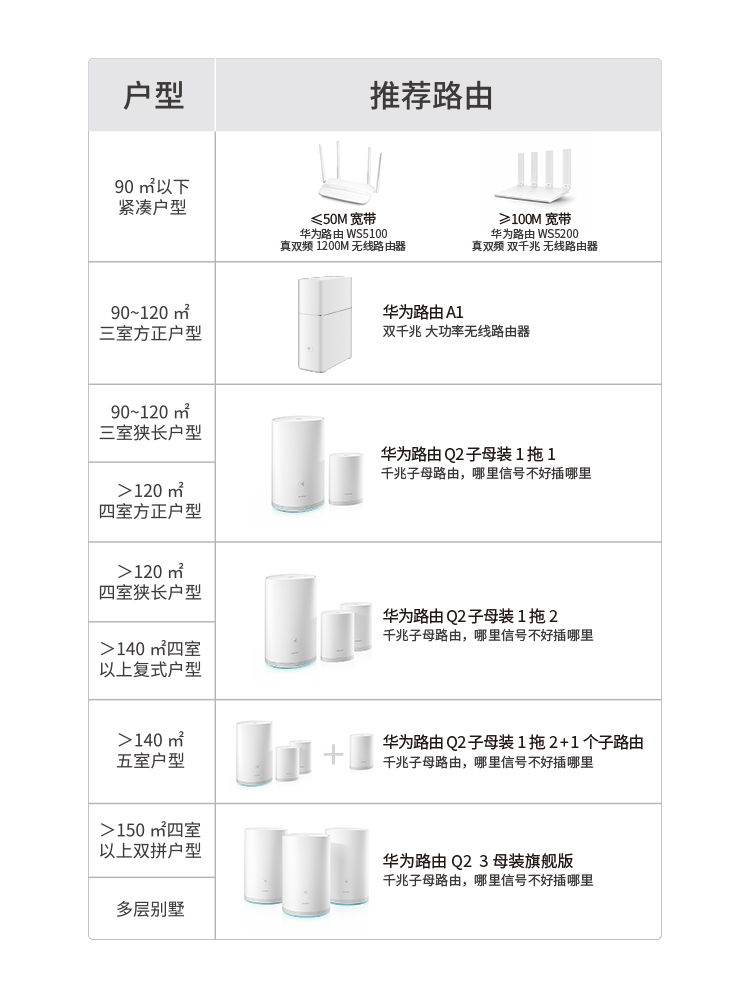 户型
推荐路由
90 ㎡以下
紧凑户型
≤50M 宽带
华为路由 WS5100
真双频 1200M 无线路由器
≥100M 宽带
华为路由 WS5200
真双频 双千兆 无线路由器
90~120 ㎡
三室方正户型
华为路由 A1
双千兆 大功率无线路由器
90~120 ㎡
三室狭长户型
>120 ㎡
四室方正户型
华为路由 Q2 子母装 1 拖 1
千兆子母路由，哪里信号不好插哪里
>120 ㎡
四室狭长户型
>140 ㎡四室
以上复式户型
华为路由 Q2 子母装 1 拖 2
千兆子母路由，哪里信号不好插哪里
>140 ㎡
五室户型
+
华为路由 Q2 子母装 1 拖 2+1 个子路由
千兆子母路由，哪里信号不好插哪里
>150 ㎡四室
以上双拼户型
多层别墅
华为路由 Q2 3 母装旗舰版
千兆子母路由，哪里信号不好插哪里